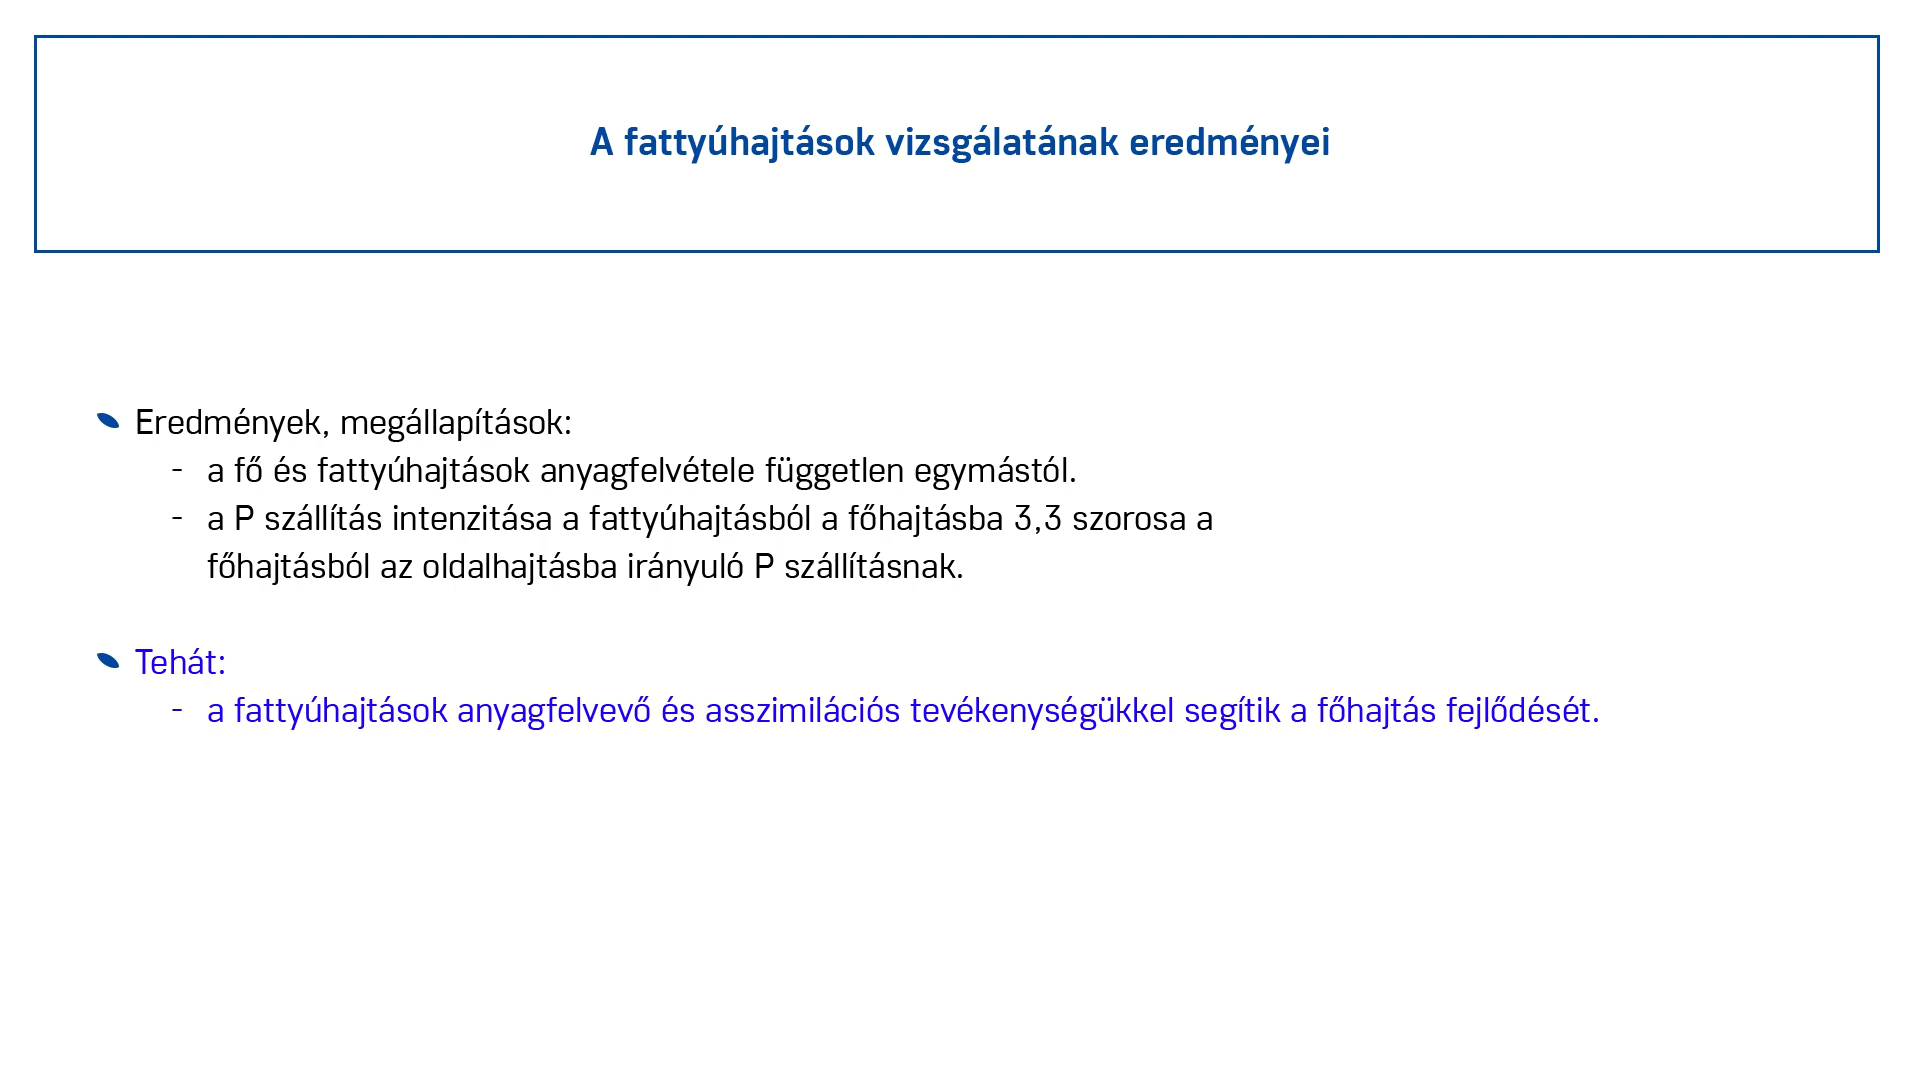 A fattyúhajtások vizsgálatának eredményei
Eredmények, megállapítások:
- a fő és fattyúhajtások anyagfelvétele független egymástól.
- a P szállítás intenzitása a fattyúhajtásból a főhajtásba 3,3 szorosa a
főhajtásból az oldalhajtásba irányuló P szállításnak.
Tehát:
- a fattyúhajtások anyagfelvevő és asszimilációs tevékenységükkel segítik a főhajtás fejlődését.